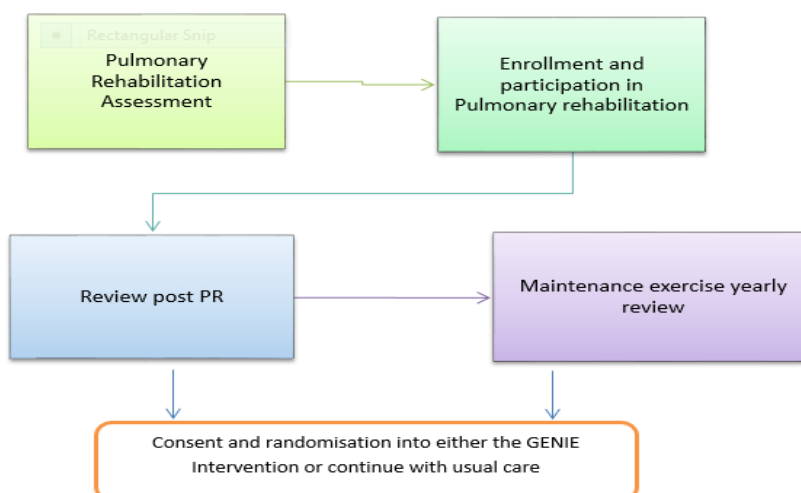 Rectangular Snip
Pulmonary
Rehabilitation
Assessment
Enrollment and
participation in
Pulmonary rehabilitation
Review post PR
Maintenance exercise yearly
review
Consent and randomisation into either the GENIE
Intervention or continue with usual care